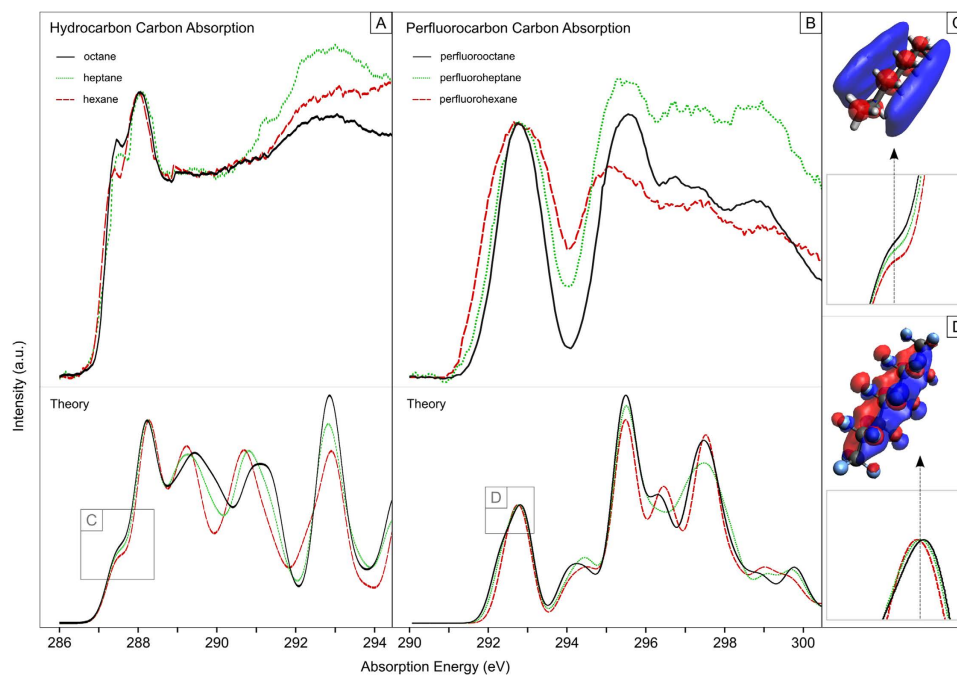 Hydrocarbon Carbon Absorption
A
octane
heptane
hexane
Perfluorocarbon Carbon Absorption
B
perfluorooctane
perfluoroheptane
perfluorohexane
C
D
Theory
C
Theory
D
Intensity (a.u.)
286 288 290 292 294
290 292 294 296 298 300
Absorption Energy (eV)